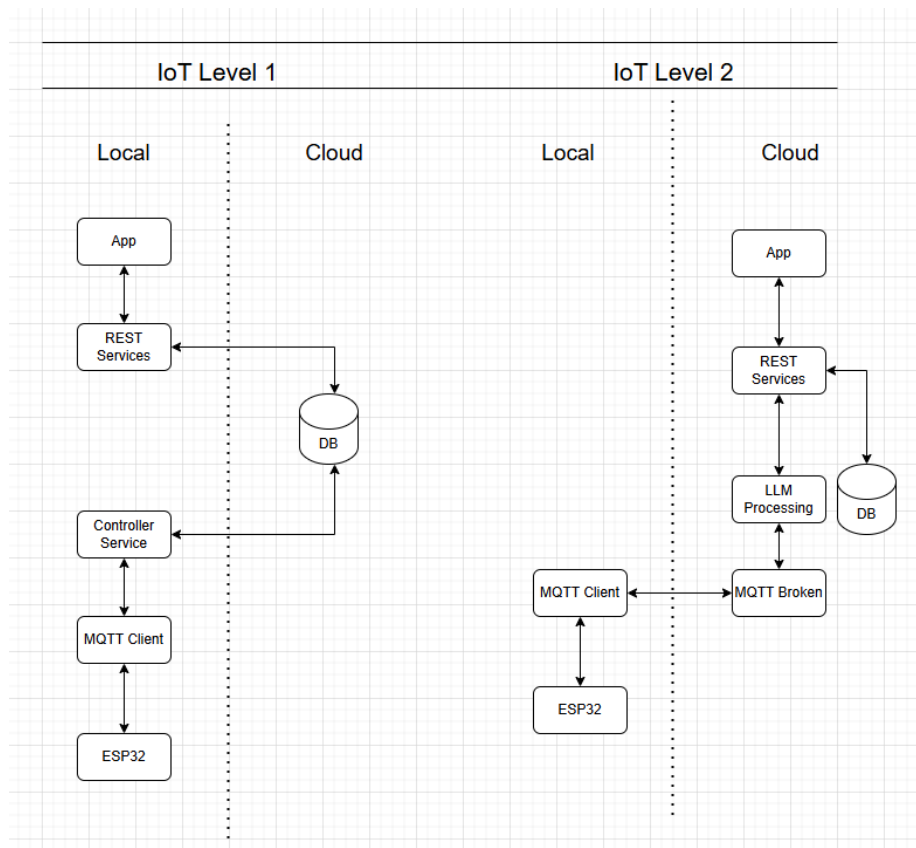 IoT Level 1
IoT Level 2
Local
Cloud
Local
Cloud
App
REST
Services
DB
Controller
Service
MQTT Client
ESP32
App
REST
Services
LLM
Processing
DB
MQTT Client
MQTT Broken
ESP32